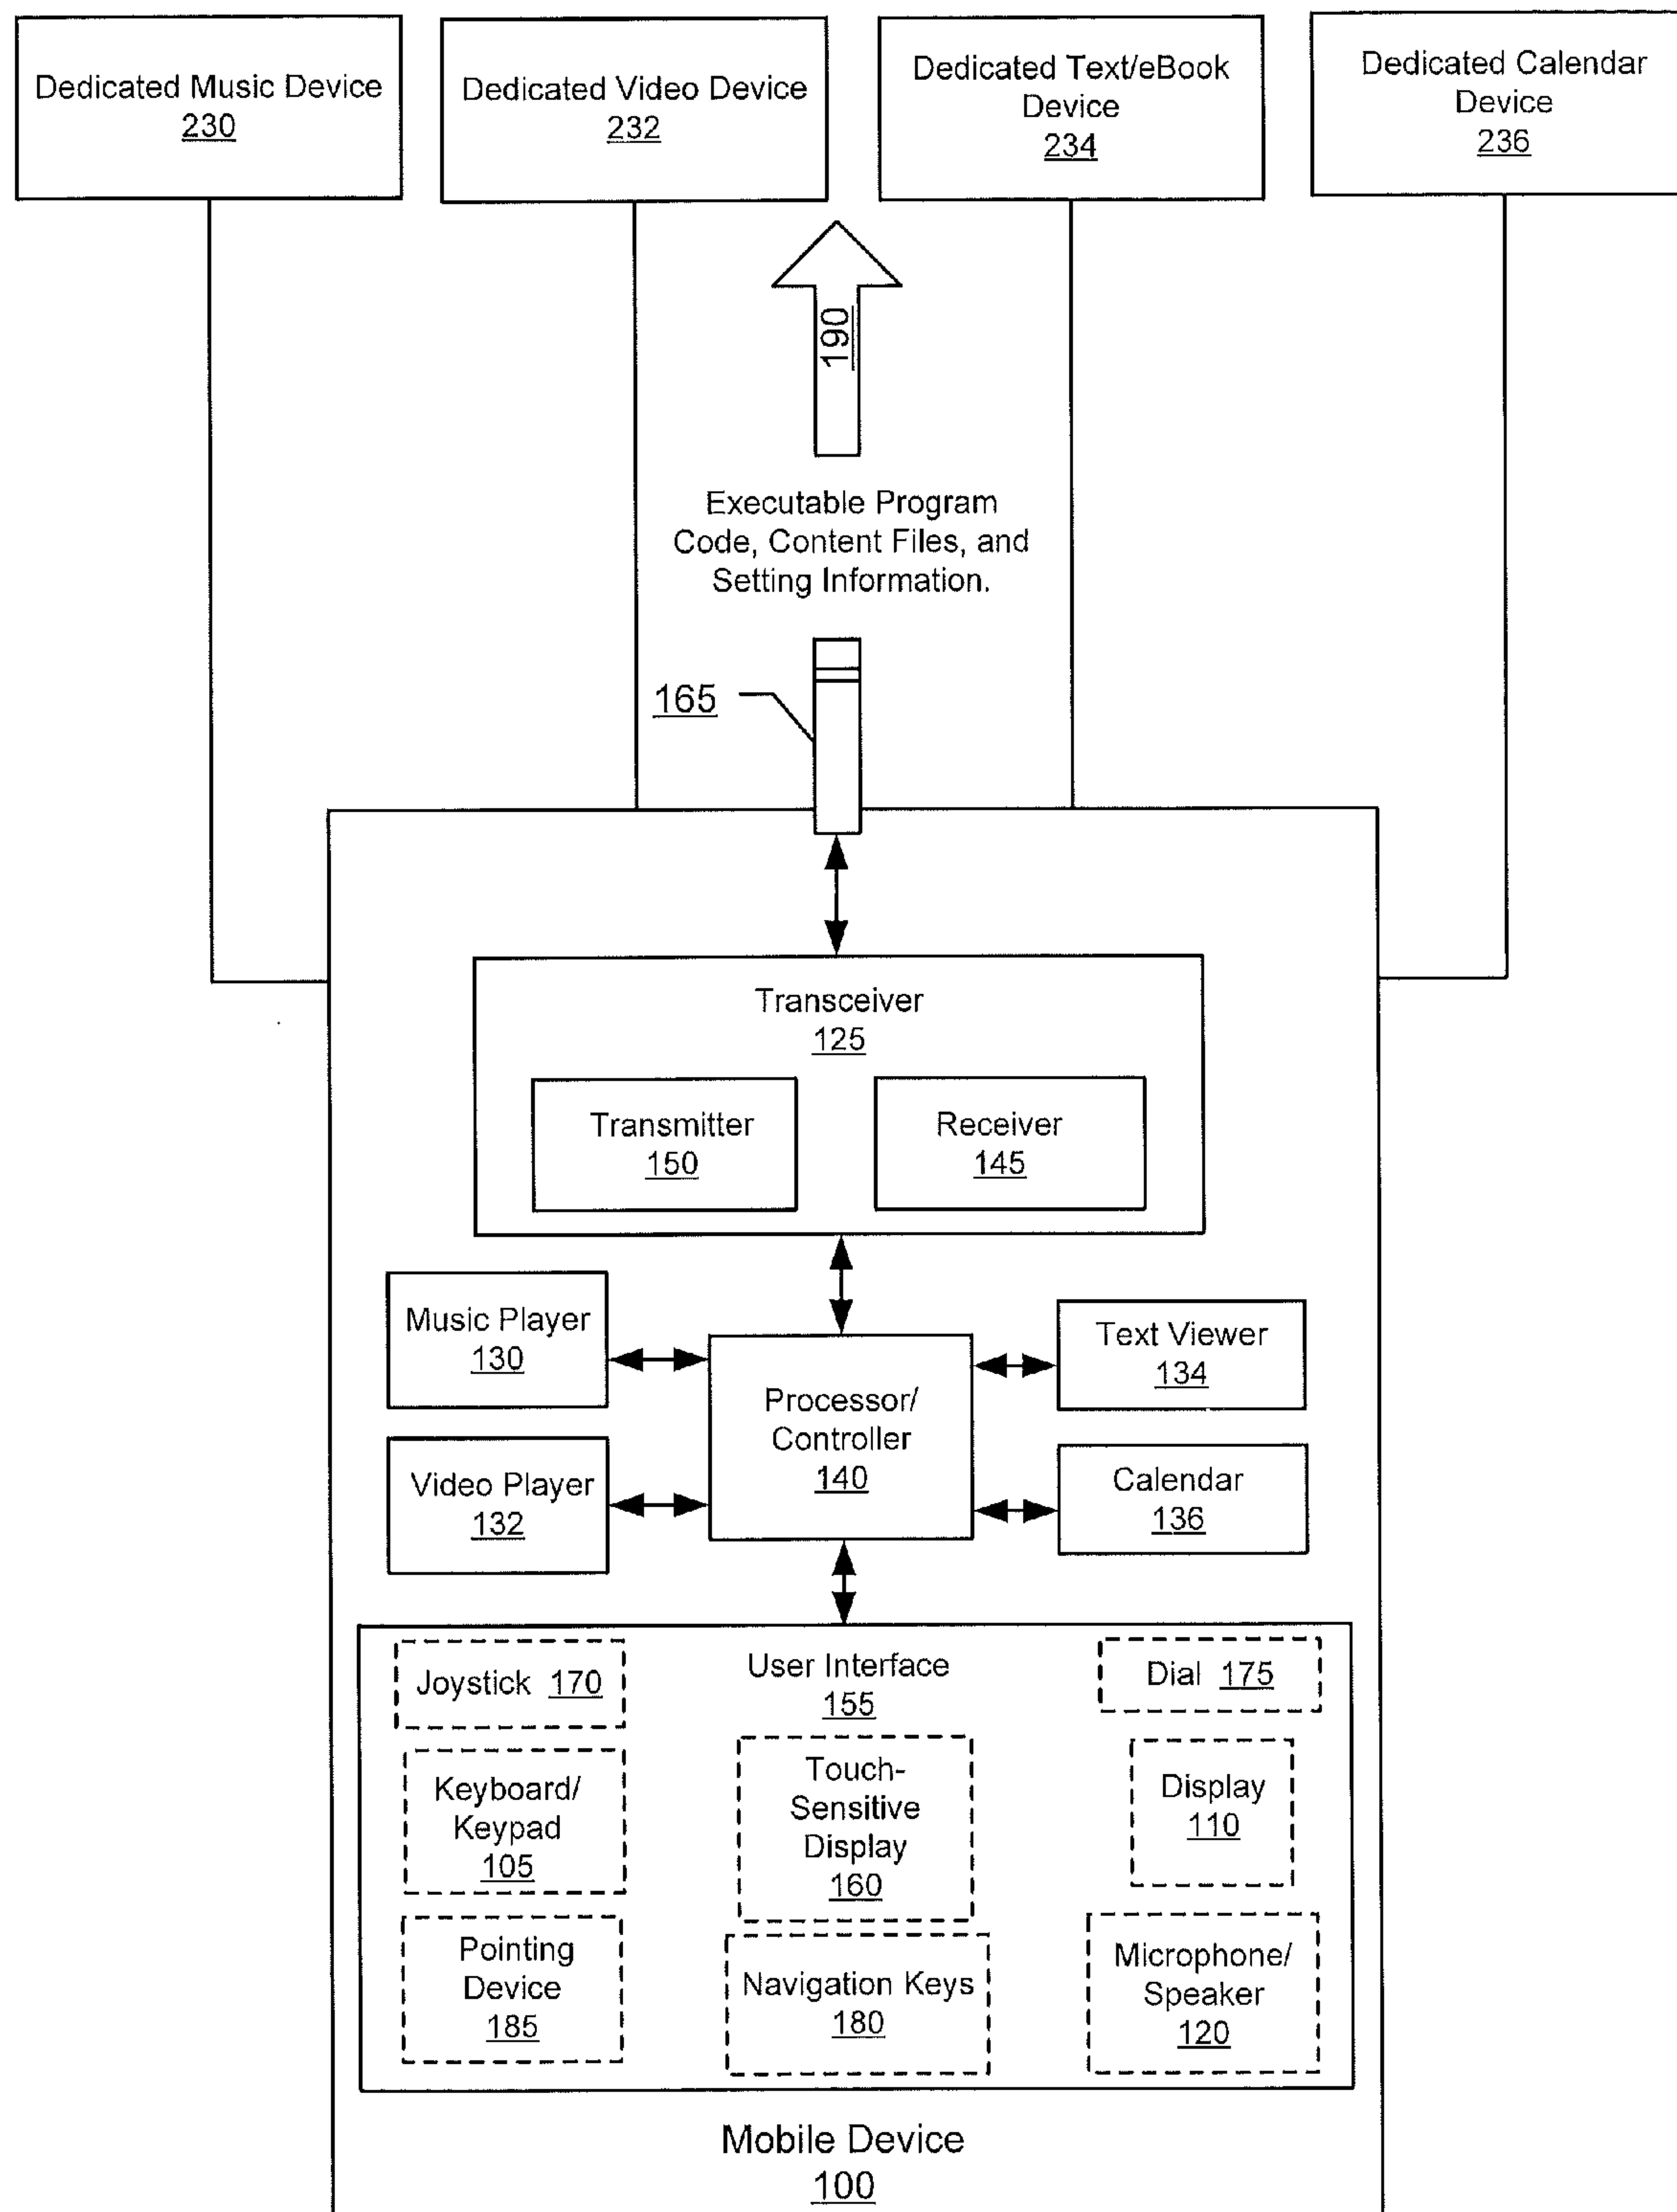 Dedicated Music Device
230
Dedicated Video Device
232
Dedicated Text/eBook
Device
234
Dedicated Calendar
Device
236
190
Executable Program
Code, Content Files, and
Setting Information.
165
Transceiver
125
Transmitter
150
Receiver
145
Music Player
130
Text Viewer
134
Processor/
Controller
140
Video Player
132
Calendar
136
Joystick 170
User Interface
155
Dial 175
Keyboard/
Keypad
105
Touch-
Sensitive
Display
160
Display
110
Pointing
Device
185
Navigation Keys
180
Microphone/
Speaker
120
Mobile Device
100